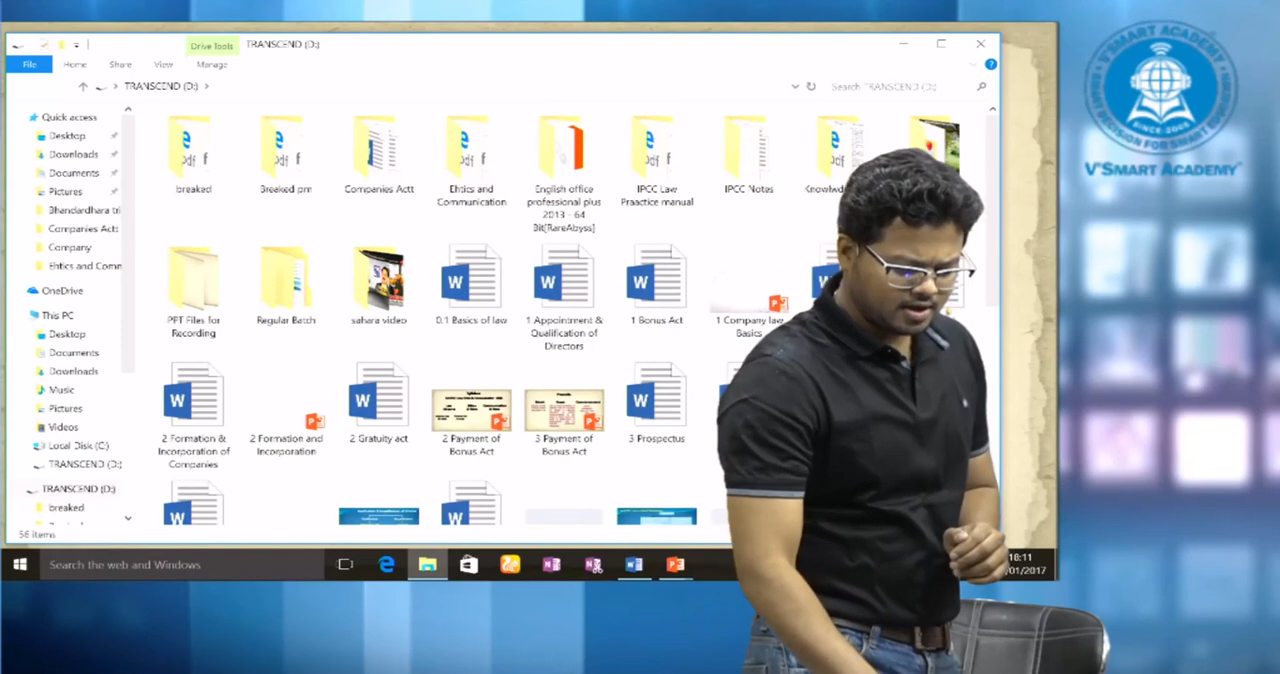 Drive Tools
TRANSCEND (D:)
File
Home
Share
View
Manage
TRANSCEND (D:)
Search TRANSCEND (D:)
Quick access
Desktop
Downloads
Documents
Pictures
Bhandardhara tri
Companies Act
Company
Ehtics and Comm
OneDrive
This PC
Desktop
Documents
Downloads
Music
Pictures
Videos
Local Disk (C:)
TRANSCEND (D:)
TRANSCEND (D:)
breaked
56 items
breaked
Breaked pm
Companies Actt
Ehtics and
Communication
English office
professional plus
2013 - 64
Bit[RareAbyss]
IPCC Law
Praactice manual
IPCC Notes
PPT Files for
Recording
Regular Batch
sahara video
0.1 Basics of law
1 Appointment &
Qualification of
Directors
1 Bonus Act
1 Company law
Basics
2 Formation &
Incorporation of
Companies
2 Formation and
Incorporation
2 Gratuity act
2 Payment of
Bonus Act
3 Payment of
Bonus Act
3 Prospectus
Search the web and Windows
18:11
/01/2017
V'SMART ACADEMY
SINCE-2005
V'SMART ACADEMY